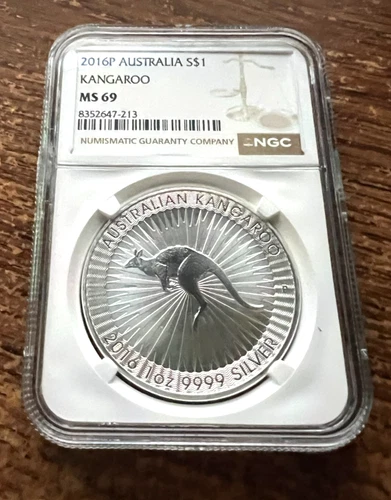 2016P AUSTRALIA S$1
KANGAROO
MS 69
8352647-213
NUMISMATIC GUARANTY COMPANY NGC
AUSTRALIAN KANGAROO
P
2016 1OZ 9999 SILVER